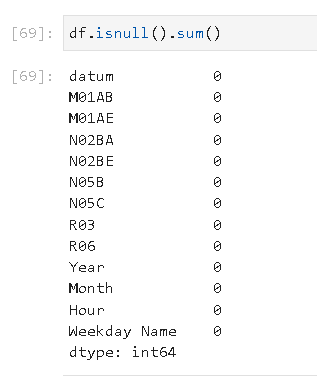 [69]: df.isnull().sum()
[69]: datum 0
M01AB 0
M01AE 0
N02BA 0
N02BE 0
N05B 0
N05C 0
R03 0
R06 0
Year 0
Month 0
Hour 0
Weekday Name 0
dtype: int64